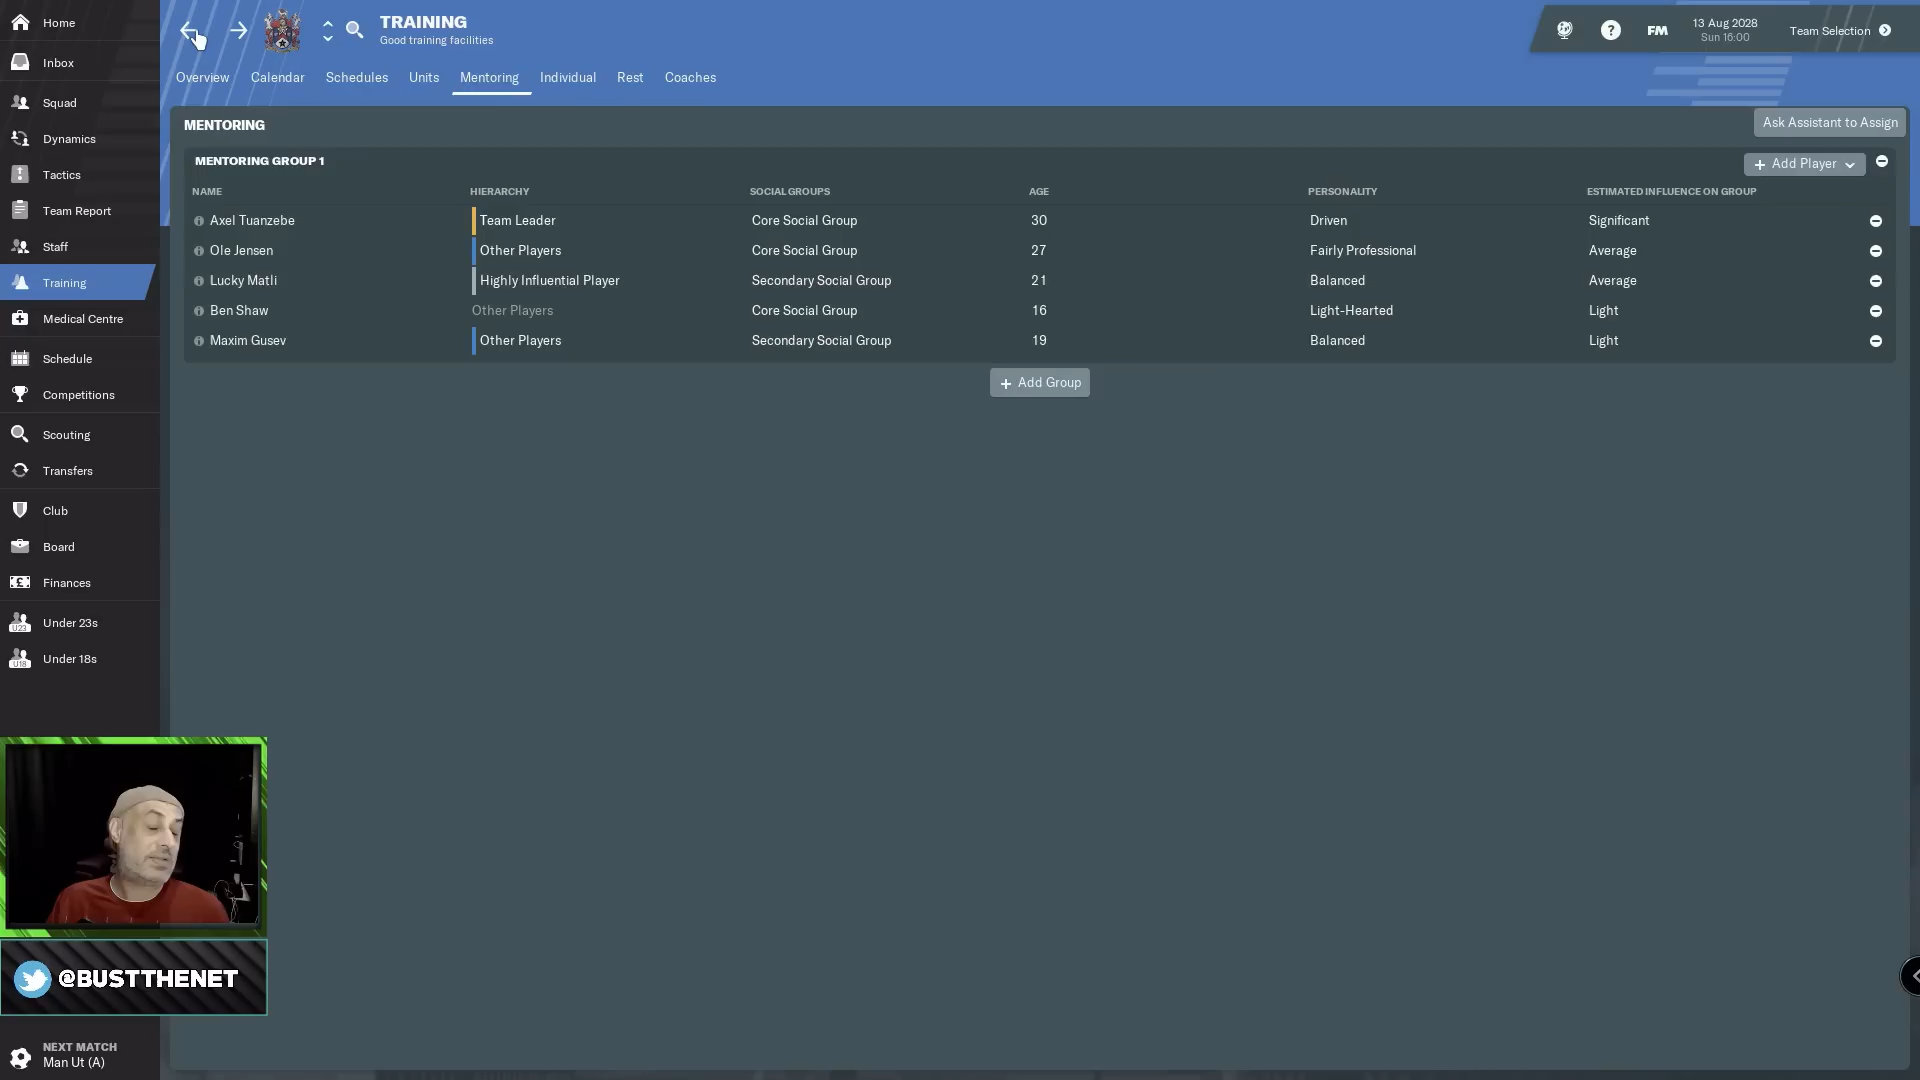 Home
Inbox
Squad
Dynamics
Tactics
Team Report
Staff
Training
Medical Centre
Schedule
Competitions
Scouting
Transfers
Club
Board
Finances
U23
Under 23s
U18
Under 18s
TRAINING
Good training facilities
FM
13 Aug 2028
Sun 16:00
Team Selection
Overview Calendar Schedules Units Mentoring Individual Rest Coaches
MENTORING
Ask Assistant to Assign
MENTORING GROUP 1
Add Player
NAME HIERARCHY SOCIAL GROUPS AGE PERSONALITY ESTIMATED INFLUENCE ON GROUP
Axel Tuanzebe Team Leader Core Social Group 30 Driven Significant
Ole Jensen Other Players Core Social Group 27 Fairly Professional Average
Lucky Matli Highly Influential Player Secondary Social Group 21 Balanced Average
Ben Shaw Other Players Core Social Group 16 Light-Hearted Light
Maxim Gusev Other Players Secondary Social Group 19 Balanced Light
Add Group
@BUSTTHENET
NEXT MATCH
Man Ut (A)